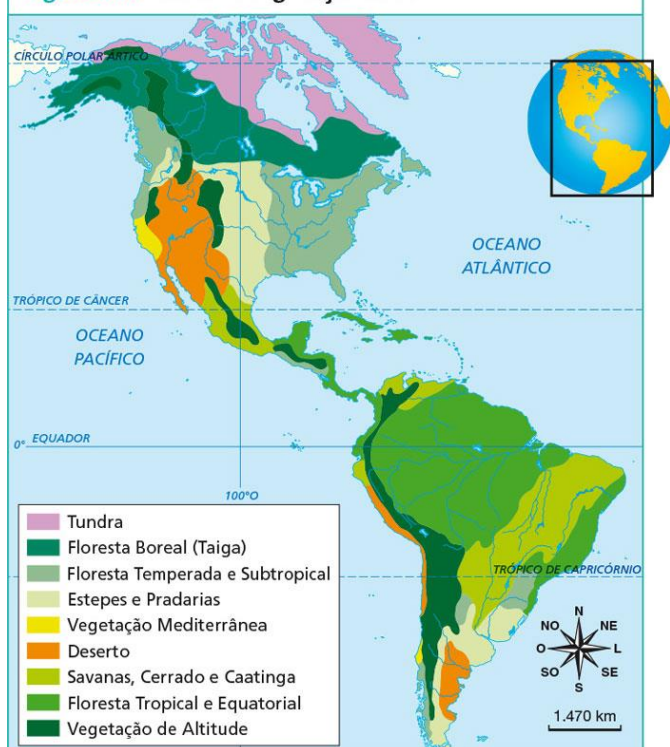 CÍRCULO POLAR ÁRTICO
OCEANO
ATLÂNTICO
TRÓPICO DE CÂNCER
OCEANO
PACÍFICO
0° EQUADOR
100°O
TRÓPICO DE CAPRICÓRNIO
Tundra
Floresta Boreal (Taiga)
Floresta Temperada e Subtropical
Estepes e Pradarias
Vegetação Mediterrânea
Deserto
Savanas, Cerrado e Caatinga
Floresta Tropical e Equatorial
Vegetação de Altitude
N
NO NE
O L
SO SE
S
1.470 km